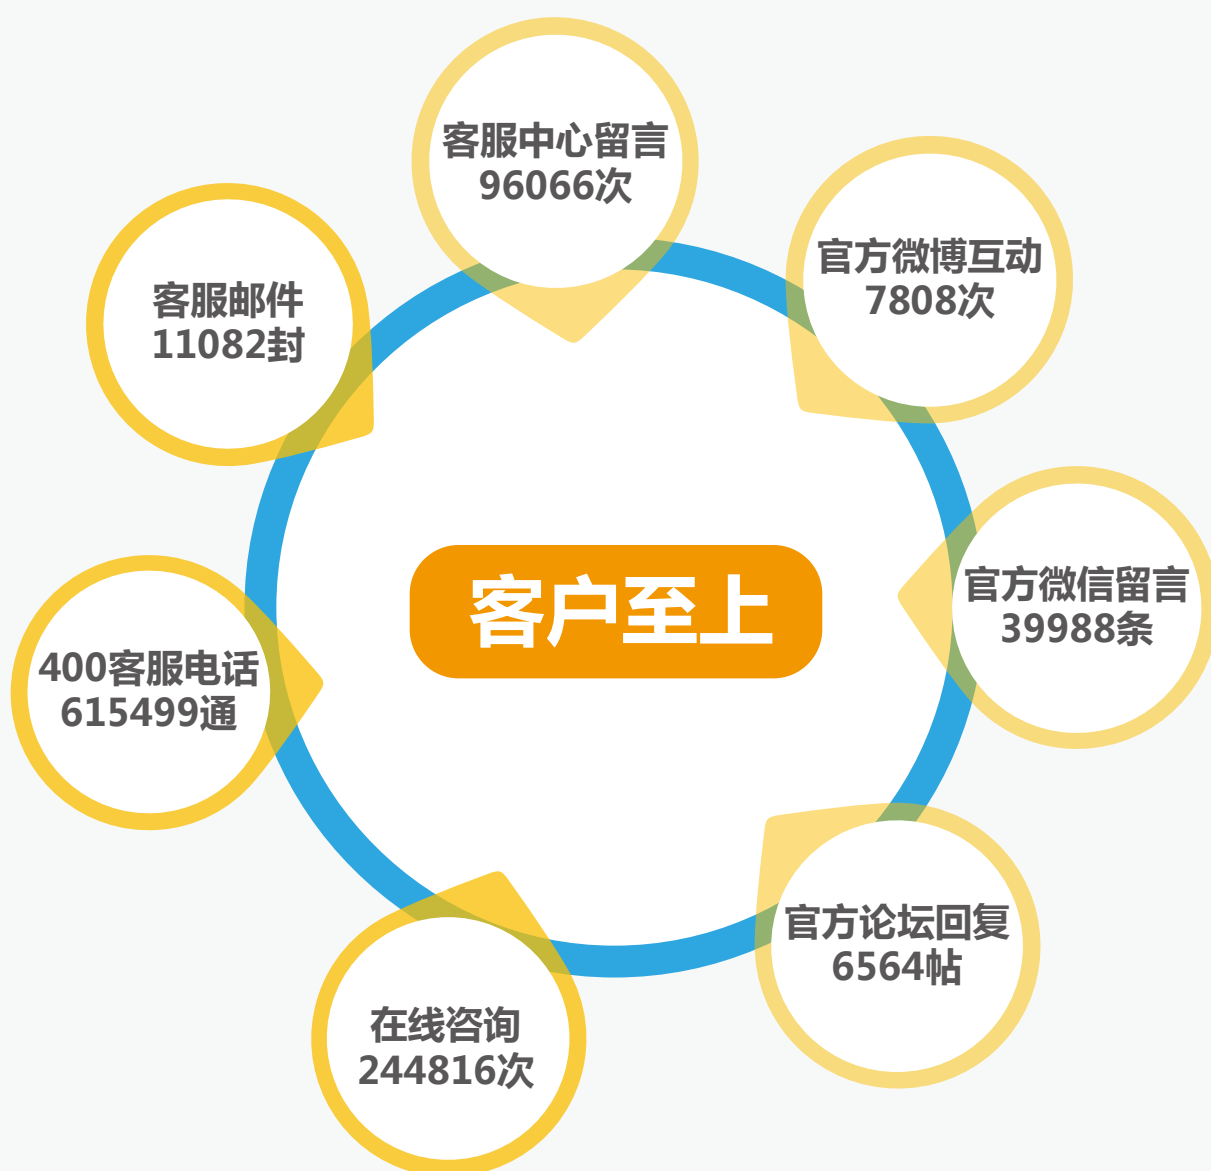 客服中心留言
96066次
官方微博互动
7808次
客服邮件
11082封
官方微信留言
39988条
客户至上
400客服电话
615499通
官方论坛回复
6564帖
在线咨询
244816次